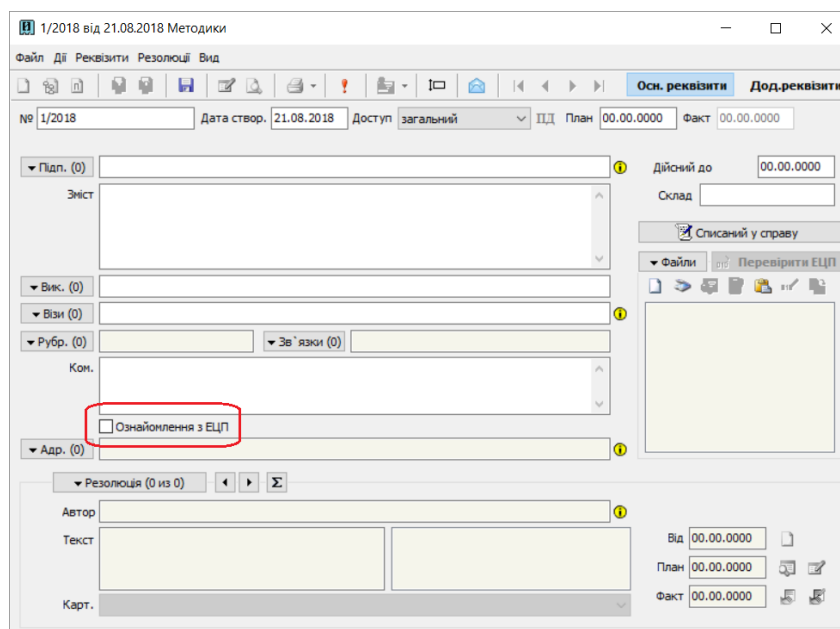 1/2018 від 21.08.2018 Методики
Файл Дії Реквізити Резолюції Вид
Осн. реквізити Дод.реквізити
№ 1/2018 Дата створ. 21.08.2018 Доступ загальний ПД План 00.00.0000 Факт 00.00.0000
Підп. (0) Дійсний до 00.00.0000
Зміст Склад
Списаний у справу
Файли Перевірити ЕЦП
Вик. (0)
Візи (0)
Рубр. (0) Зв`язки (0)
Ком.
Ознайомлення з ЕЦП
Адр. (0)
Резолюція (0 из 0) Σ
Автор
Текст Від 00.00.0000
План 00.00.0000
Карт. Факт 00.00.0000